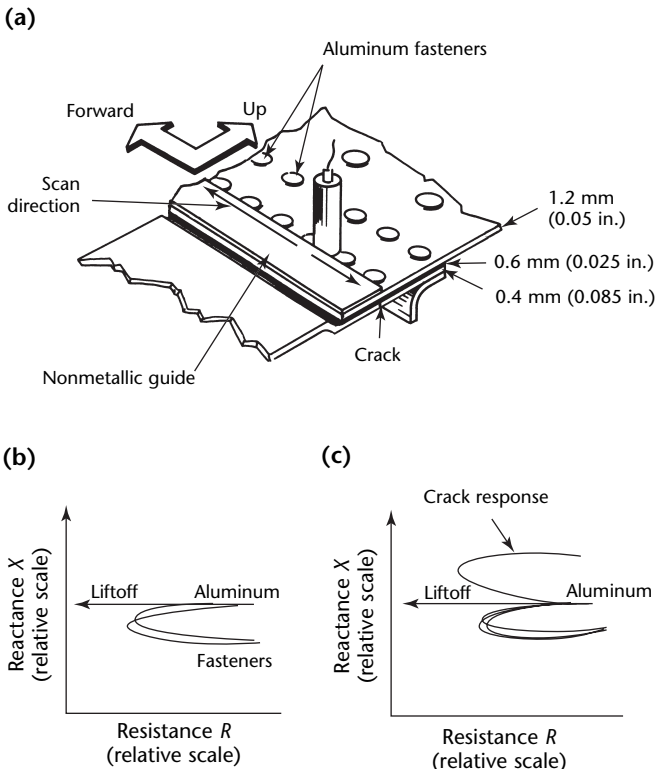 (a)
Aluminum fasteners
Forward
Up
Scan
direction
1.2 mm
(0.05 in.)
0.6 mm (0.025 in.)
0.4 mm (0.085 in.)
Crack
Nonmetallic guide
(b)
Reactance X
(relative scale)
Liftoff
Aluminum
Fasteners
Resistance R
(relative scale)
(c)
Crack response
Reactance X
(relative scale)
Liftoff
Aluminum
Resistance R
(relative scale)